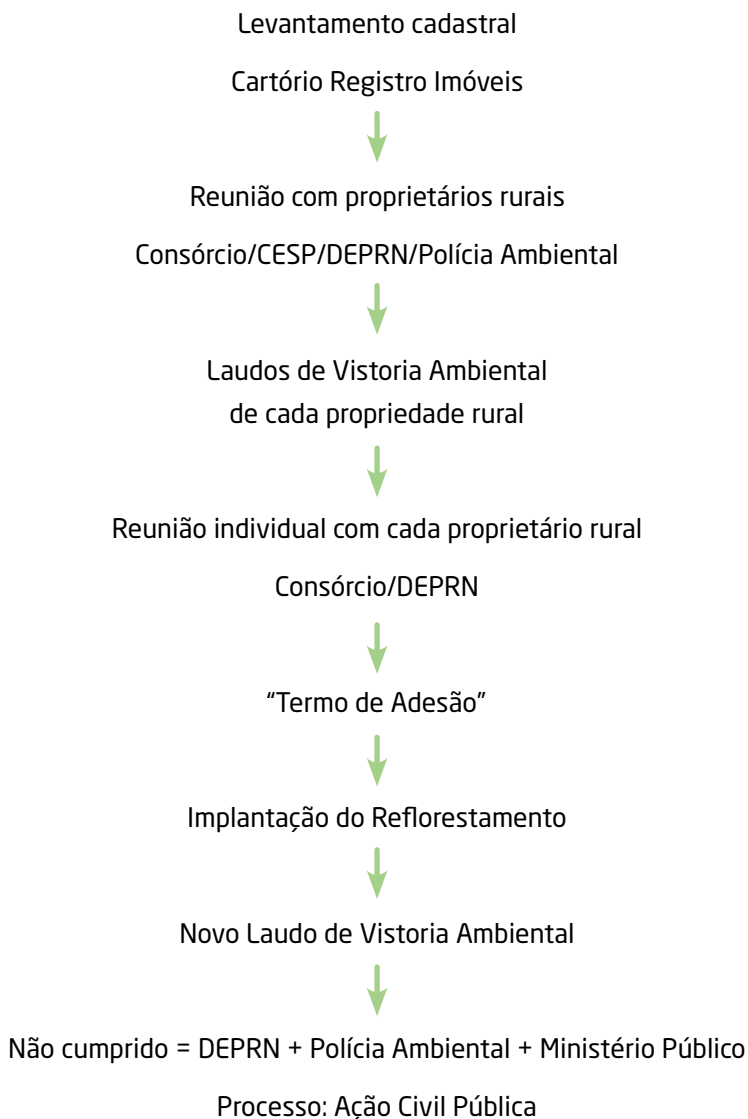 Levantamento cadastral
Cartório Registro Imóveis
Reunião com proprietários rurais
Consórcio/CESP/DEPRN/Polícia Ambiental
Laudos de Vistoria Ambiental
de cada propriedade rural
Reunião individual com cada proprietário rural
Consórcio/DEPRN
“Termo de Adesão”
Implantação do Reflorestamento
Novo Laudo de Vistoria Ambiental
Não cumprido = DEPRN + Polícia Ambiental + Ministério Público
Processo: Ação Civil Pública